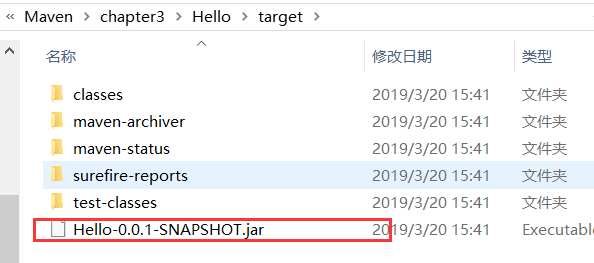 « Maven > chapter3 > Hello > target >
名称 修改日期 类型
classes 2019/3/20 15:41 文件夹
maven-archiver 2019/3/20 15:41 文件夹
maven-status 2019/3/20 15:41 文件夹
surefire-reports 2019/3/20 15:41 文件夹
test-classes 2019/3/20 15:41 文件夹
Hello-0.0.1-SNAPSHOT.jar 2019/3/20 15:41 Executable